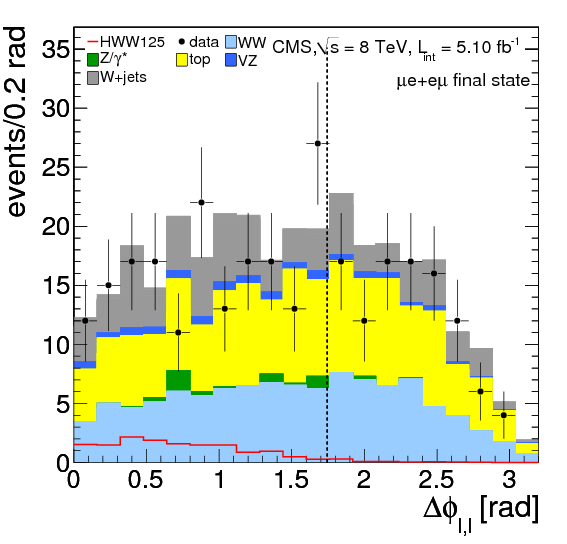 events/0.2 rad
35
30
25
20
15
10
5
0
HWW125
data
WW
Z/γ*
top
VZ
W+jets
CMS,√s = 8 TeV, L_int = 5.10 fb⁻¹
μe+eμ final state
0 0.5 1 1.5 2 2.5 3
Δϕ_l,l [rad]